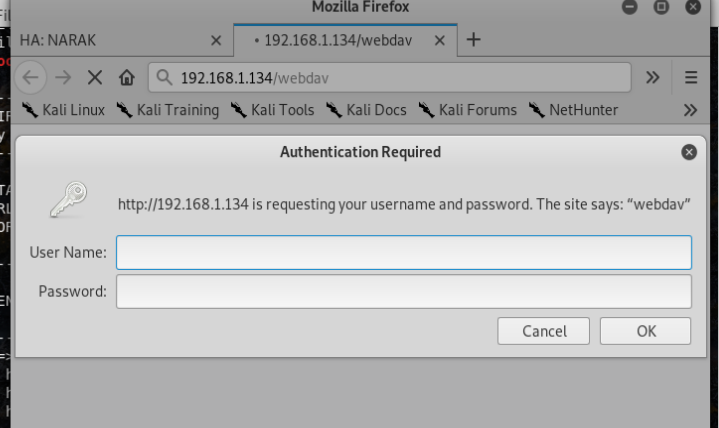 Mozilla Firefox
HA: NARAK
192.168.1.134/webdav
192.168.1.134/webdav
Kali Linux Kali Training Kali Tools Kali Docs Kali Forums NetHunter
Authentication Required
http://192.168.1.134 is requesting your username and password. The site says: “webdav”
User Name:
Password:
Cancel OK